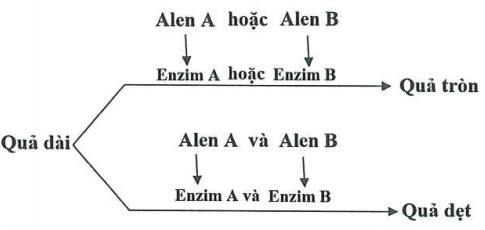 Alen A hoặc Alen B
Enzim A hoặc Enzim B
Quả tròn
Quả dài
Alen A và Alen B
Enzim A và Enzim B
Quả dẹt